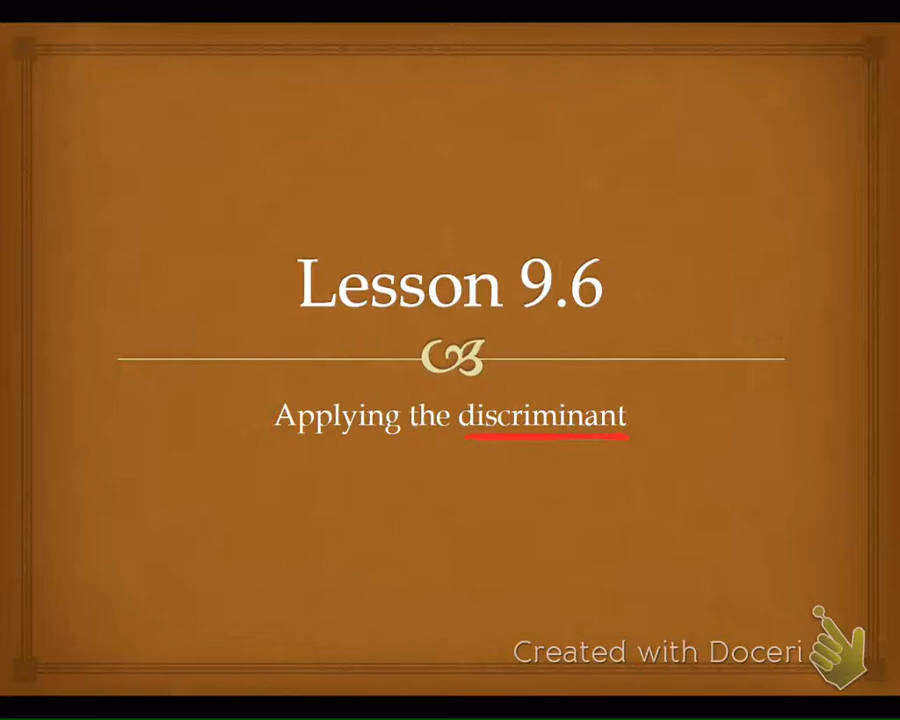 Lesson 9.6
Applying the discriminant
Created with Doceri